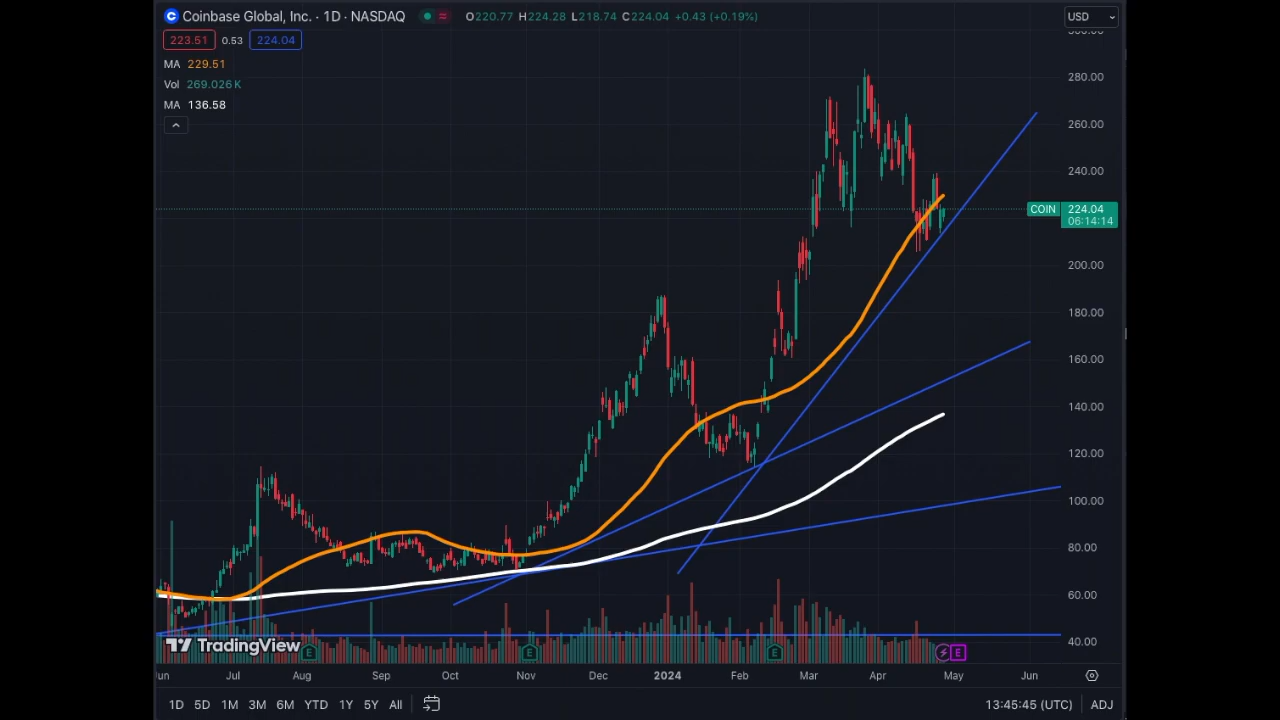 Coinbase Global, Inc. · 1D · NASDAQ O220.77 H224.28 L218.74 C224.04 +0.43 (+0.19%)
USD
223.51 0.53 224.04
MA 229.51
Vol 269.026 K
MA 136.58
300.00
280.00
260.00
240.00
COIN 224.04
06:14:14
200.00
180.00
160.00
140.00
120.00
100.00
80.00
60.00
40.00
TradingView
E E E E
Jun Jul Aug Sep Oct Nov Dec 2024 Feb Mar Apr May Jun
1D 5D 1M 3M 6M YTD 1Y 5Y All 13:45:45 (UTC) ADJ